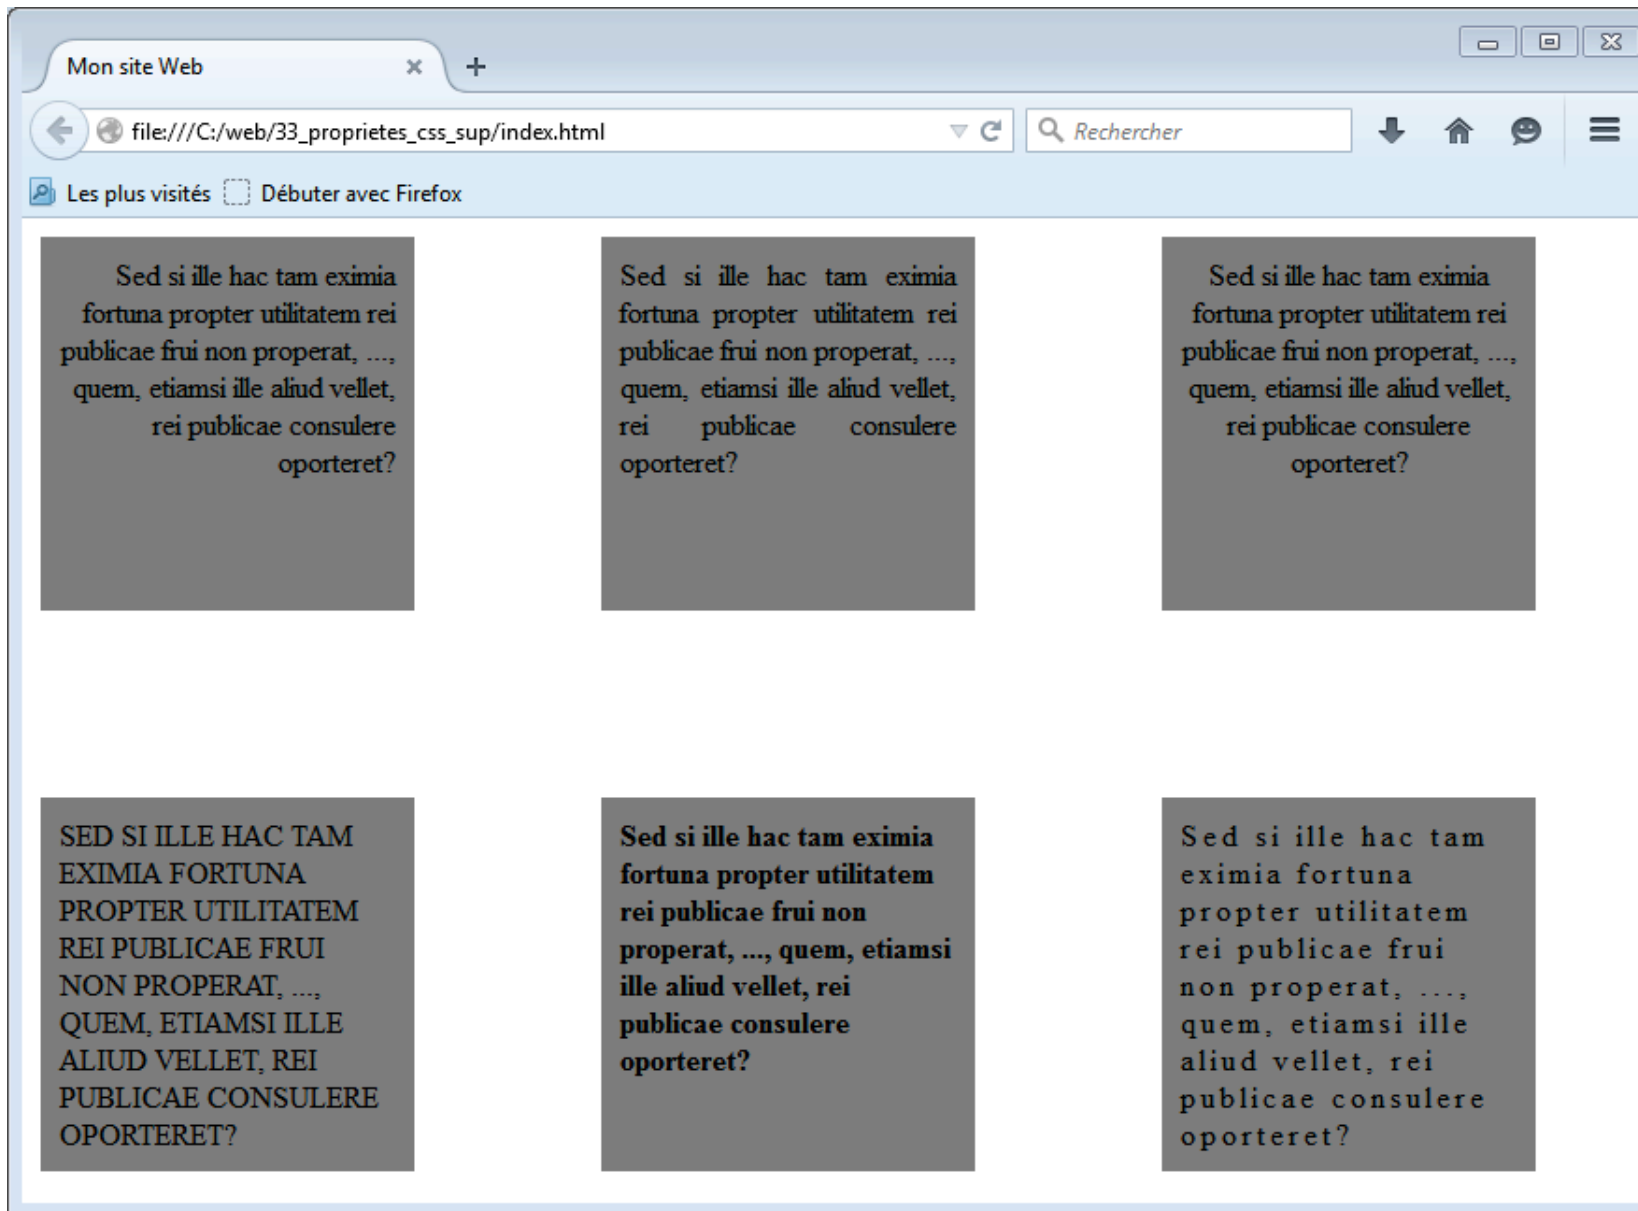 Mon site Web
file:///C:/web/33_proprietes_css_sup/index.html
Rechercher
Les plus visités
Débuter avec Firefox
Sed si ille hac tam eximia
fortuna propter utilitatem rei
publicae frui non properat, ...,
quem, etiamsi ille aliud vellet,
rei publicae consulere
oporteret?
Sed si ille hac tam eximia
fortuna propter utilitatem rei
publicae frui non properat, ...,
quem, etiamsi ille aliud vellet,
rei publicae consulere
oporteret?
Sed si ille hac tam eximia
fortuna propter utilitatem rei
publicae frui non properat, ...,
quem, etiamsi ille aliud vellet,
rei publicae consulere
oporteret?
SED SI ILLE HAC TAM
EXIMIA FORTUNA
PROPTER UTILITATEM
REI PUBLICAE FRUI
NON PROPERAT, ...,
QUEM, ETIAMSI ILLE
ALIUD VELLET, REI
PUBLICAE CONSULERE
OPORTERET?
Sed si ille hac tam eximia
fortuna propter utilitatem
rei publicae frui non
properat, ..., quem, etiamsi
ille aliud vellet, rei
publicae consulere
oporteret?
Sed si ille hac tam
eximia fortuna
propter utilitatem
rei publicae frui
non properat, ...,
quem, etiamsi ille
aliud vellet, rei
publicae consulere
oporteret?